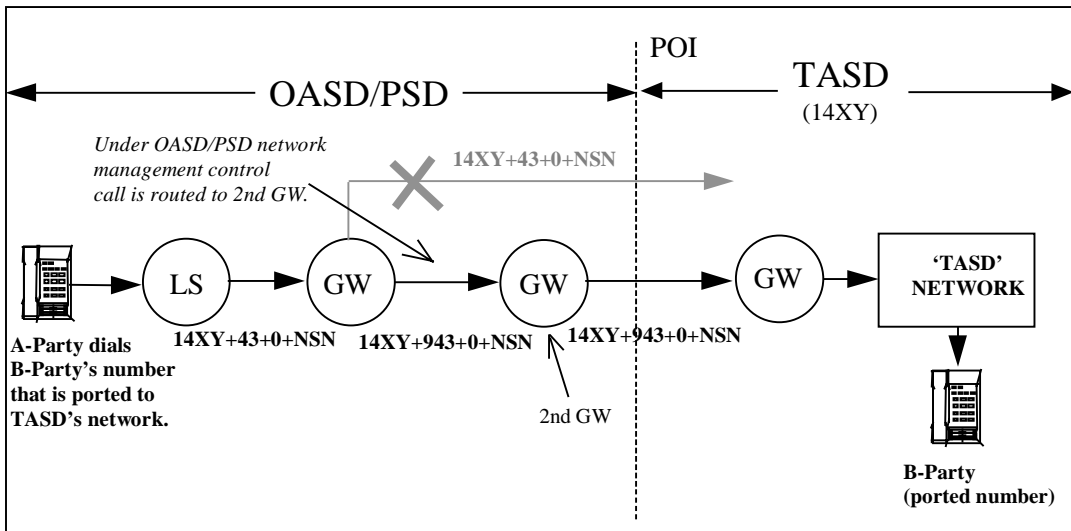 POI
OASD/PSD
TASD
(14XY)
Under OASD/PSD network
management control
call is routed to 2nd GW.
14XY+43+0+NSN
LS
GW
GW
GW
‘TASD’
NETWORK
14XY+43+0+NSN
14XY+943+0+NSN
14XY+943+0+NSN
A-Party dials
B-Party’s number
that is ported to
TASD’s network.
2nd GW
B-Party
(ported number)